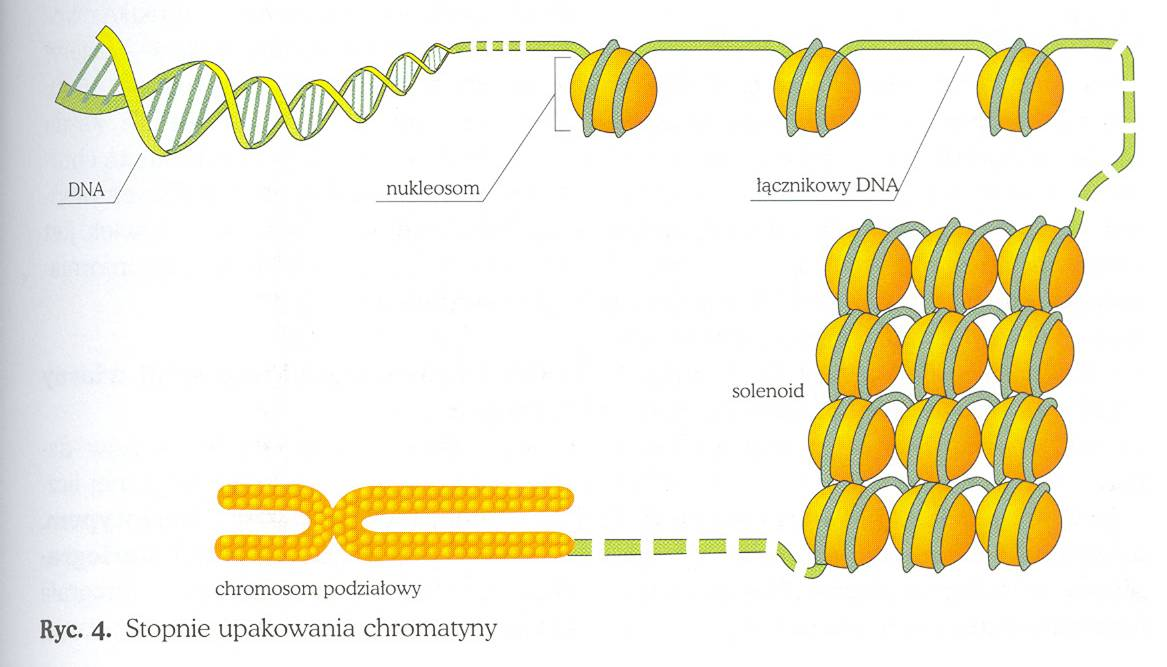 DNA
nukleosom
łącznikowy DNA
solenoid
chromosom podziałowy
Ryc. 4. Stopnie upakowania chromatyny